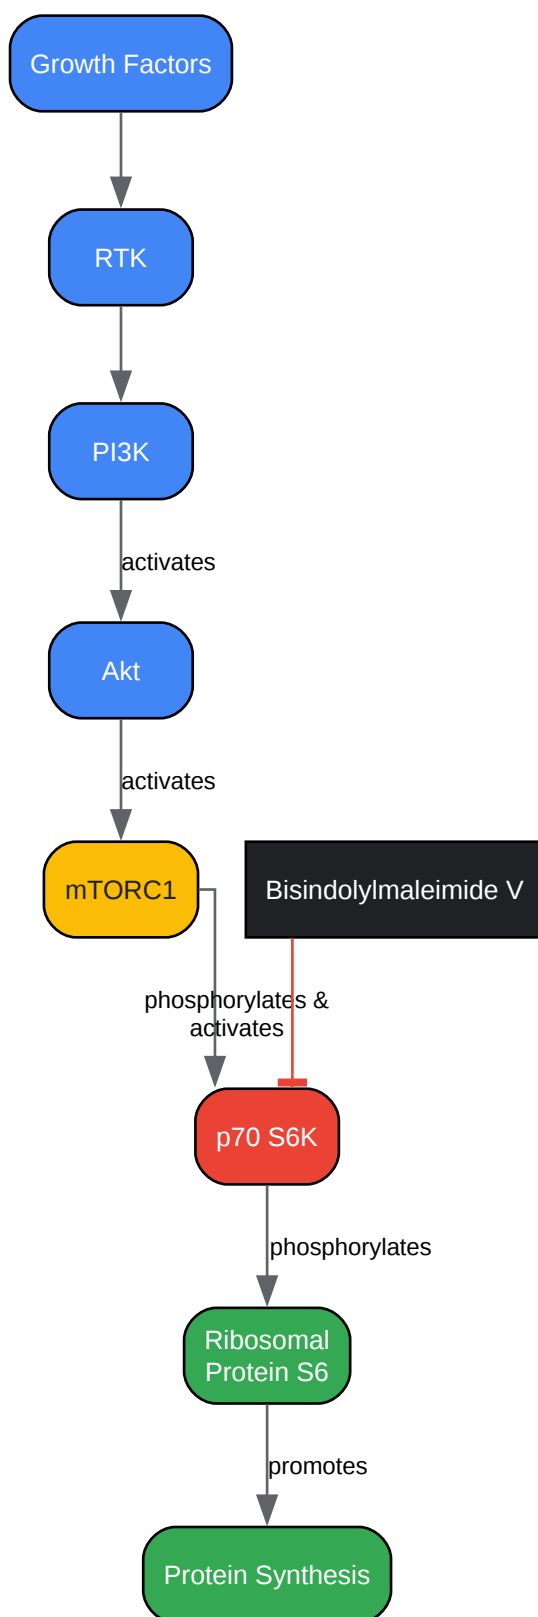 Growth Factors
RTK
PI3K
activates
Akt
activates
mTORC1
Bisindolylmaleimide V
phosphorylates &
activates
p70 S6K
phosphorylates
Ribosomal
Protein S6
promotes
Protein Synthesis